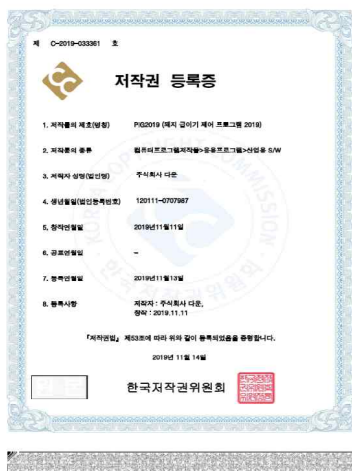 제 C-2019-033361 호
저작권 등록증
1. 저작물의 제호(명칭) PIG2019 (돼지 급이기 제어 프로그램 2019)
2. 저작물의 종류 컴퓨터프로그램저작물>응용프로그램>산업용 S/W
3. 저작자 성명(법인명) 주식회사 다운
4. 생년월일(법인등록번호) 120111-0707987
5. 창작연월일 2019년11월11일
6. 공표연월일 -
7. 등록연월일 2019년11월13일
8. 등록사항 저작자 : 주식회사 다운,
창작 : 2019.11.11
『저작권법』 제53조에 따라 위와 같이 등록되었음을 증명합니다.
2019년 11월 14일
한국저작권위원회